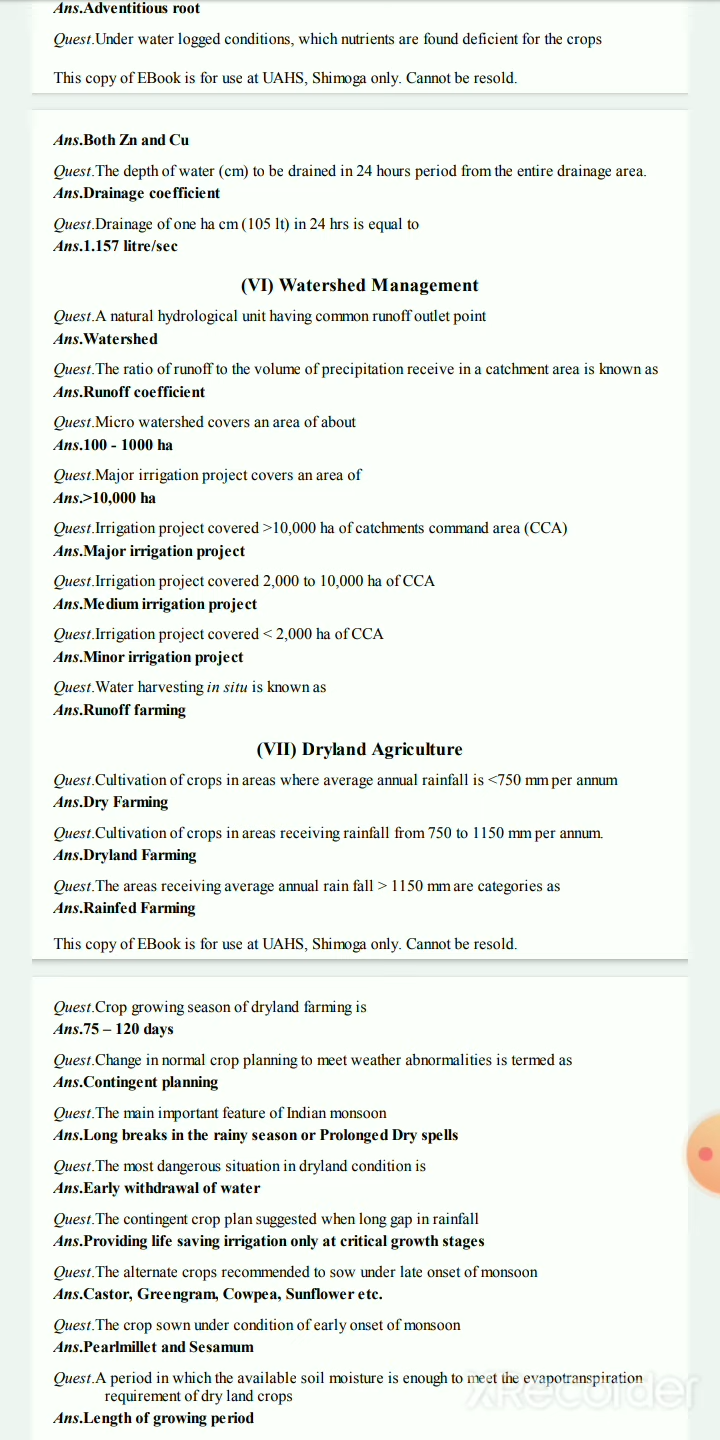 Ans.Adventitious root
Quest.Under water logged conditions, which nutrients are found deficient for the crops
This copy of EBook is for use at UAHS, Shimoga only. Cannot be resold.
Ans.Both Zn and Cu
Quest.The depth of water (cm) to be drained in 24 hours period from the entire drainage area.
Ans.Drainage coefficient
Quest.Drainage of one ha cm (105 lt) in 24 hrs is equal to
Ans.1.157 litre/sec
(VI) Watershed Management
Quest.A natural hydrological unit having common runoff outlet point
Ans.Watershed
Quest.The ratio of runoff to the volume of precipitation receive in a catchment area is known as
Ans.Runoff coefficient
Quest.Micro watershed covers an area of about
Ans.100 - 1000 ha
Quest.Major irrigation project covers an area of
Ans.>10,000 ha
Quest.Irrigation project covered >10,000 ha of catchments command area (CCA)
Ans.Major irrigation project
Quest.Irrigation project covered 2,000 to 10,000 ha of CCA
Ans.Medium irrigation project
Quest.Irrigation project covered < 2,000 ha of CCA
Ans.Minor irrigation project
Quest.Water harvesting in situ is known as
Ans.Runoff farming
(VII) Dryland Agriculture
Quest.Cultivation of crops in areas where average annual rainfall is <750 mm per annum
Ans.Dry Farming
Quest.Cultivation of crops in areas receiving rainfall from 750 to 1150 mm per annum.
Ans.Dryland Farming
Quest.The areas receiving average annual rain fall > 1150 mm are categories as
Ans.Rainfed Farming
This copy of EBook is for use at UAHS, Shimoga only. Cannot be resold.
Quest.Crop growing season of dryland farming is
Ans.75 – 120 days
Quest.Change in normal crop planning to meet weather abnormalities is termed as
Ans.Contingent planning
Quest.The main important feature of Indian monsoon
Ans.Long breaks in the rainy season or Prolonged Dry spells
Quest.The most dangerous situation in dryland condition is
Ans.Early withdrawal of water
Quest.The contingent crop plan suggested when long gap in rainfall
Ans.Providing life saving irrigation only at critical growth stages
Quest.The alternate crops recommended to sow under late onset of monsoon
Ans.Castor, Greengram, Cowpea, Sunflower etc.
Quest.The crop sown under condition of early onset of monsoon
Ans.Pearlmillet and Sesamum
Quest.A period in which the available soil moisture is enough to meet the evapotranspiration
requirement of dry land crops
XRecorder
Ans.Length of growing period